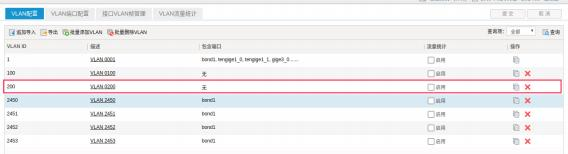 VLAN配置 VLAN端口配置 接口VLAN帧管理 VLAN流量统计 提 交 取 消
追加导入 导出 批量添加VLAN 批量删除VLAN 查询项: 全部 查询
VLAN ID 描述 包含端口 流量统计 操作
1 VLAN 0001 bond1, tengige1_0, tengige1_1, gige3_0...... 启用
100 VLAN 0100 无 启用
200 VLAN 0200 无 启用
2450 VLAN 2450 bond1 启用
2451 VLAN 2451 bond1 启用
2452 VLAN 2452 bond1 启用
2453 VLAN 2453 bond1 启用